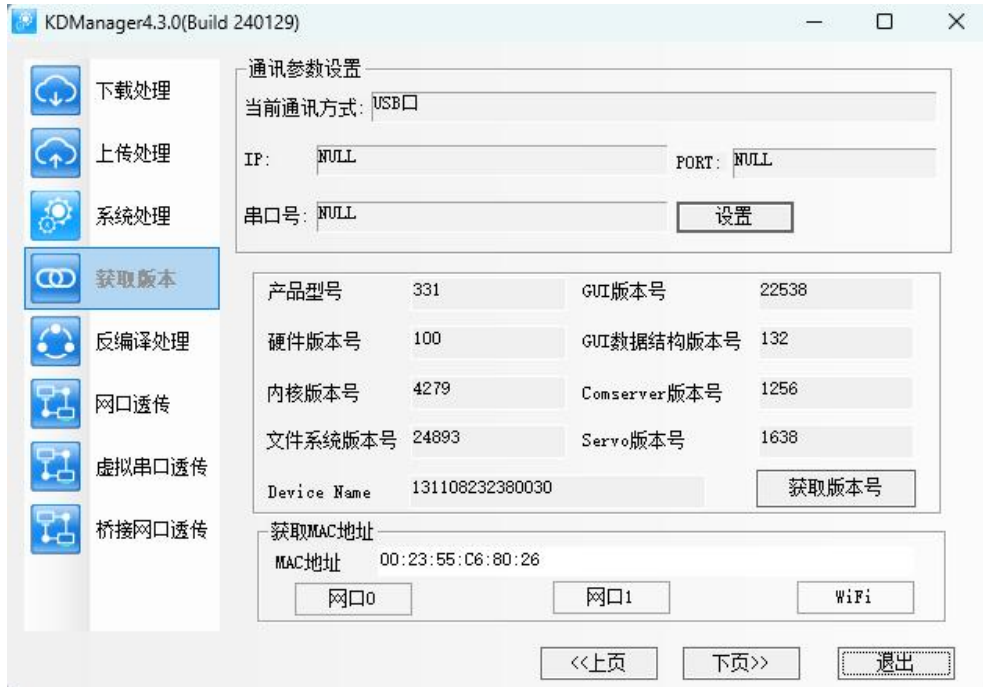 KDManager4.3.0(Build 240129)
下载处理
上传处理
系统处理
获取版本
反编译处理
网口透传
虚拟串口透传
桥接网口透传
通讯参数设置
当前通讯方式: USB口
IP: NULL PORT: NULL
串口号: NULL 设置
产品型号 331 GUI版本号 22538
硬件版本号 100 GUI数据结构版本号 132
内核版本号 4279 Comserver版本号 1256
文件系统版本号 24893 Servo版本号 1638
Device Name 131108232380030 获取版本号
获取MAC地址
MAC地址 00:23:55:C6:80:26
网口0 网口1 WiFi
<<上页 下页>> 退出